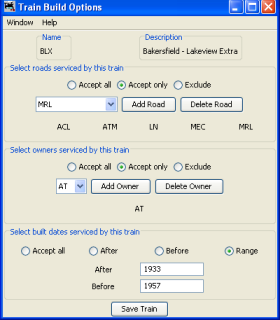 Train Build Options
Window Help
Name Description
BLX Bakersfield - Lakeview Extra
Select roads serviced by this train
Accept all Accept only Exclude
MRL Add Road Delete Road
ACL ATM LN MEC MRL
Select owners serviced by this train
Accept all Accept only Exclude
AT Add Owner Delete Owner
AT
Select built dates serviced by this train
Accept all After Before Range
After 1933
Before 1957
Save Train